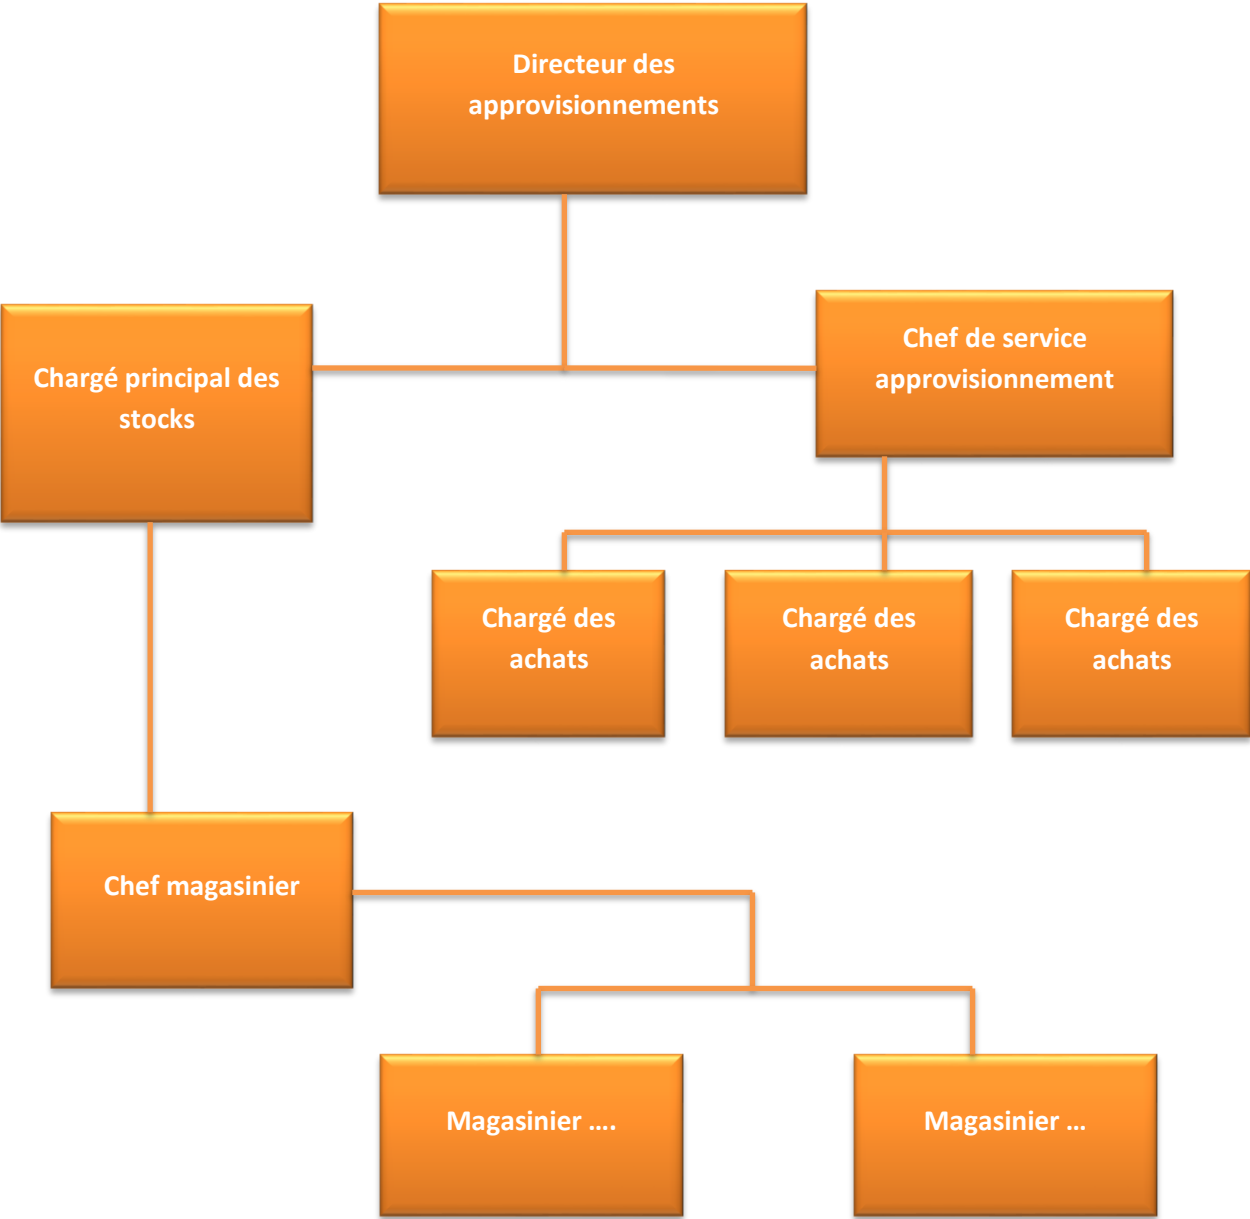 Directeur des
approvisionnements
Chargé principal des
stocks
Chef de service
approvisionnement
Chargé des
achats
Chargé des
achats
Chargé des
achats
Chef magasinier
Magasinier ....
Magasinier ...